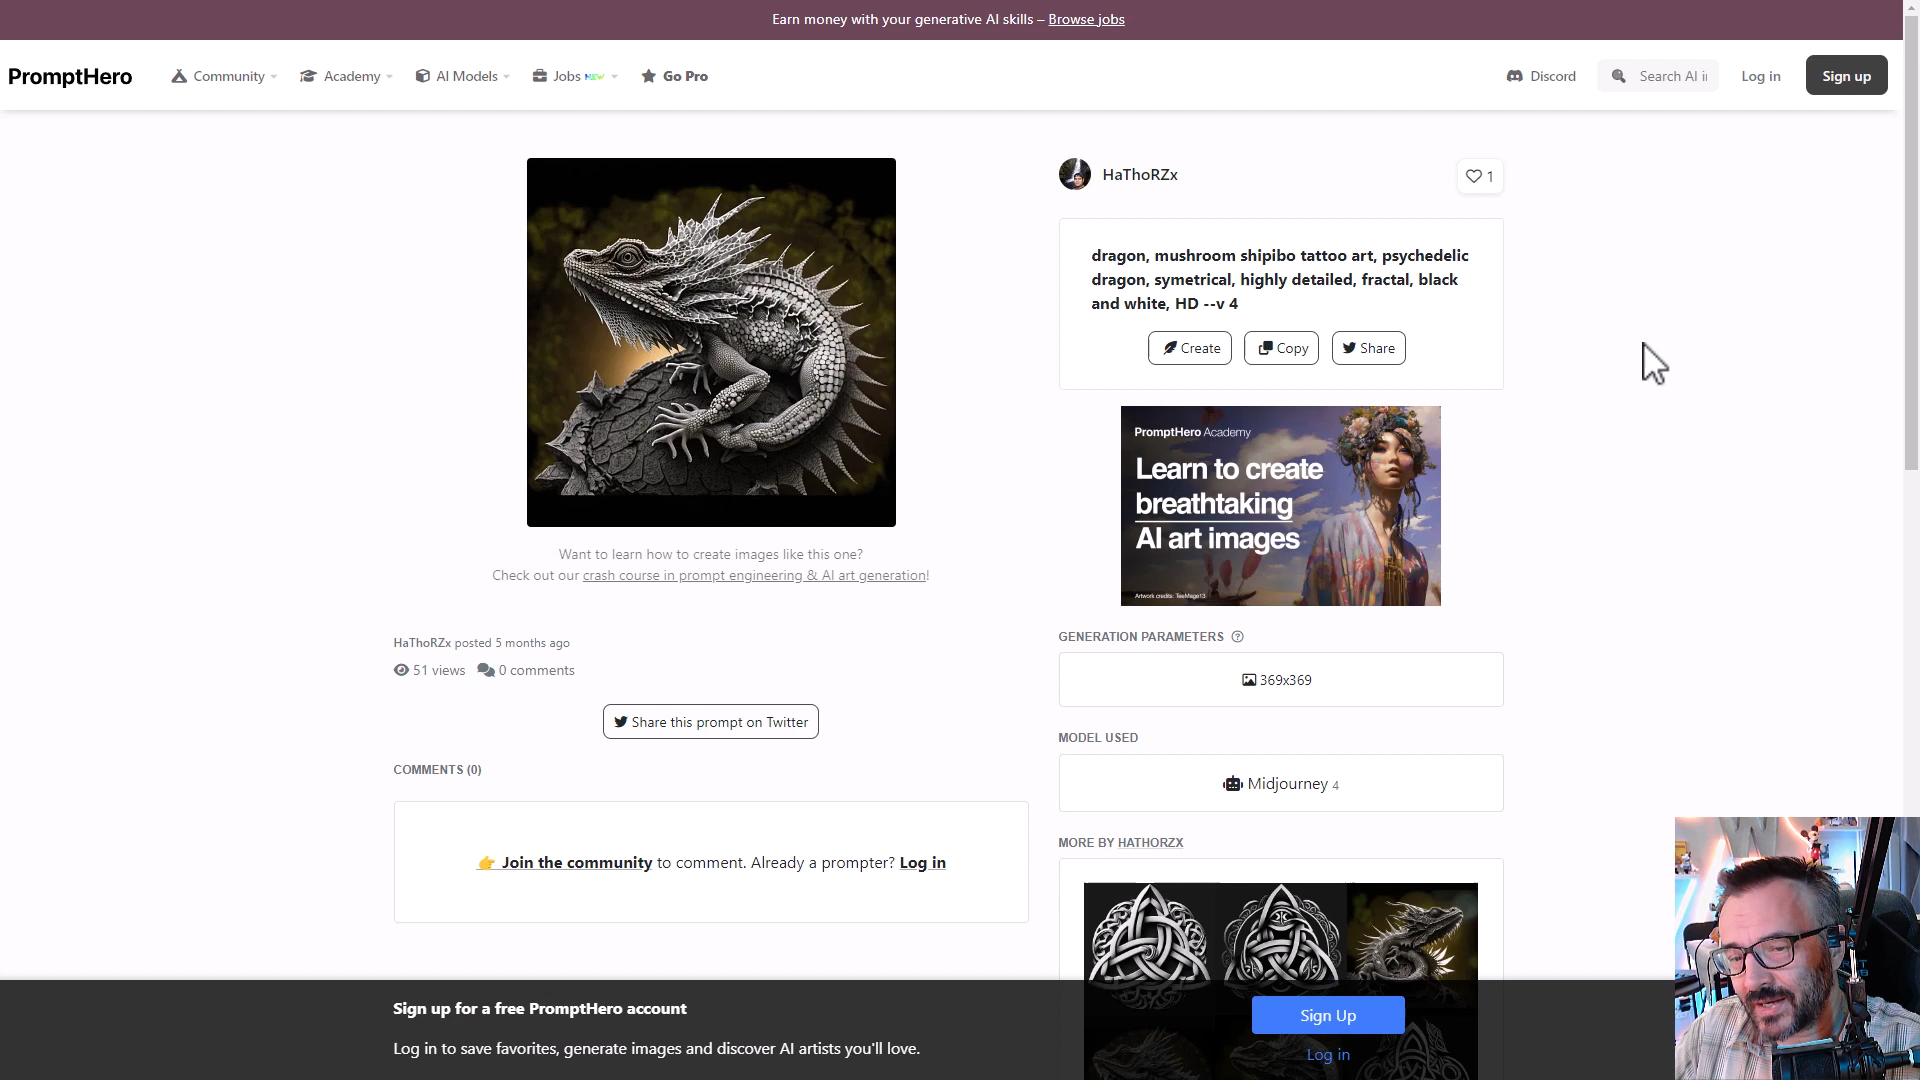 Earn money with your generative AI skills – Browse jobs
PromptHero
Community
Academy
AI Models
Jobs NEW
Go Pro
Discord
Search AI i
Log in
Sign up
HaThoRZx
1
dragon, mushroom shipibo tattoo art, psychedelic
dragon, symetrical, highly detailed, fractal, black
and white, HD --v 4
Create
Copy
Share
PromptHero Academy
Learn to create
breathtaking
AI art images
Artwork credits: TeeMage13
Want to learn how to create images like this one?
Check out our crash course in prompt engineering & AI art generation!
HaThoRZx posted 5 months ago
51 views
0 comments
Share this prompt on Twitter
COMMENTS (0)
👉 Join the community to comment. Already a prompter? Log in
GENERATION PARAMETERS
369x369
MODEL USED
Midjourney 4
MORE BY HATHORZX
Sign up for a free PromptHero account
Log in to save favorites, generate images and discover AI artists you'll love.
Sign Up
Log in